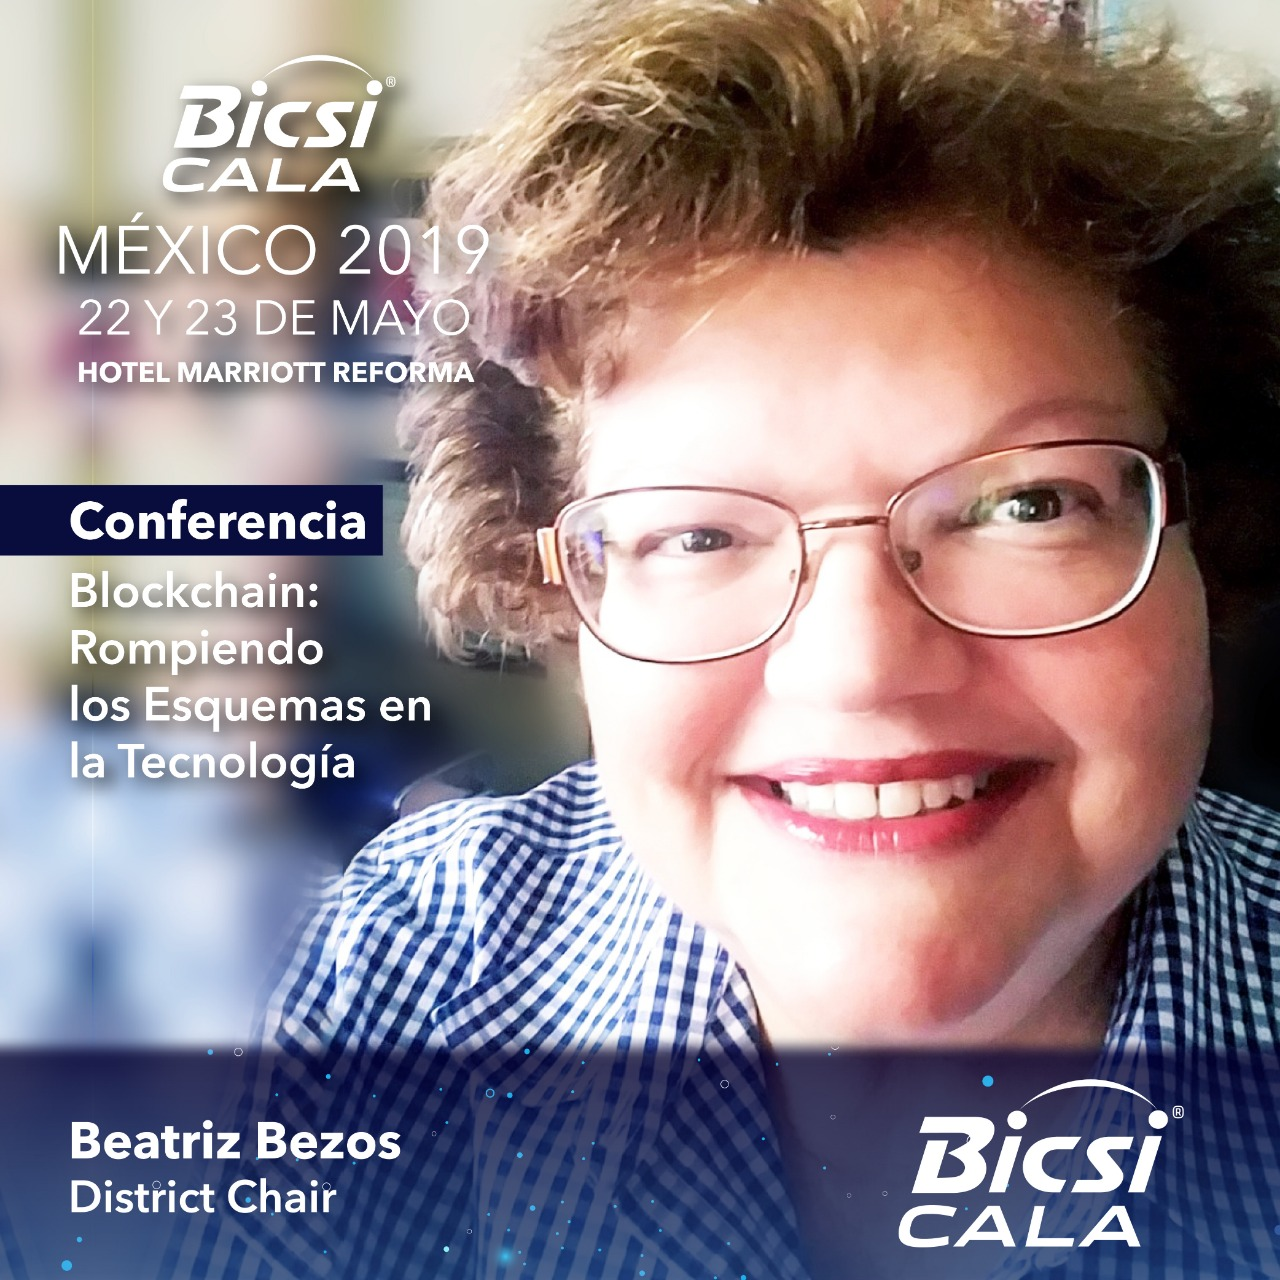 Bicsi®
CALA
MÉXICO 2019
22 Y 23 DE MAYO
HOTEL MARRIOTT REFORMA
Conferencia
Blockchain:
Rompiendo
los Esquemas en
la Tecnología
Beatriz Bezos
District Chair
Bicsi®
CALA